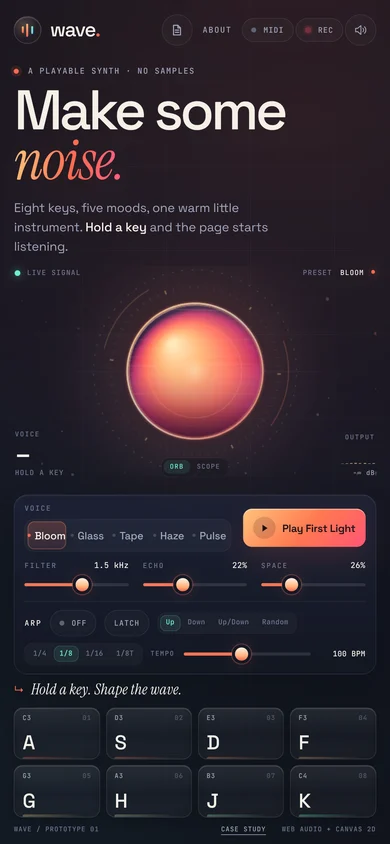 wave.
ABOUT
MIDI
REC
A PLAYABLE SYNTH · NO SAMPLES
Make some
noise.
Eight keys, five moods, one warm little
instrument. Hold a key and the page starts
listening.
LIVE SIGNAL
PRESET BLOOM
VOICE
—
HOLD A KEY
OUTPUT
-∞ dB
ORB SCOPE
VOICE
Bloom Glass Tape Haze Pulse
Play First Light
FILTER 1.5 kHz ECHO 22% SPACE 26%
ARP OFF LATCH Up Down Up/Down Random
1/4 1/8 1/16 1/8T TEMPO 100 BPM
↳ Hold a key. Shape the wave.
C3 01 D3 02 E3 03 F3 04
A S D F
G3 05 A3 06 B3 07 C4 08
G H J K
WAVE / PROTOTYPE 01 CASE STUDY WEB AUDIO + CANVAS 2D